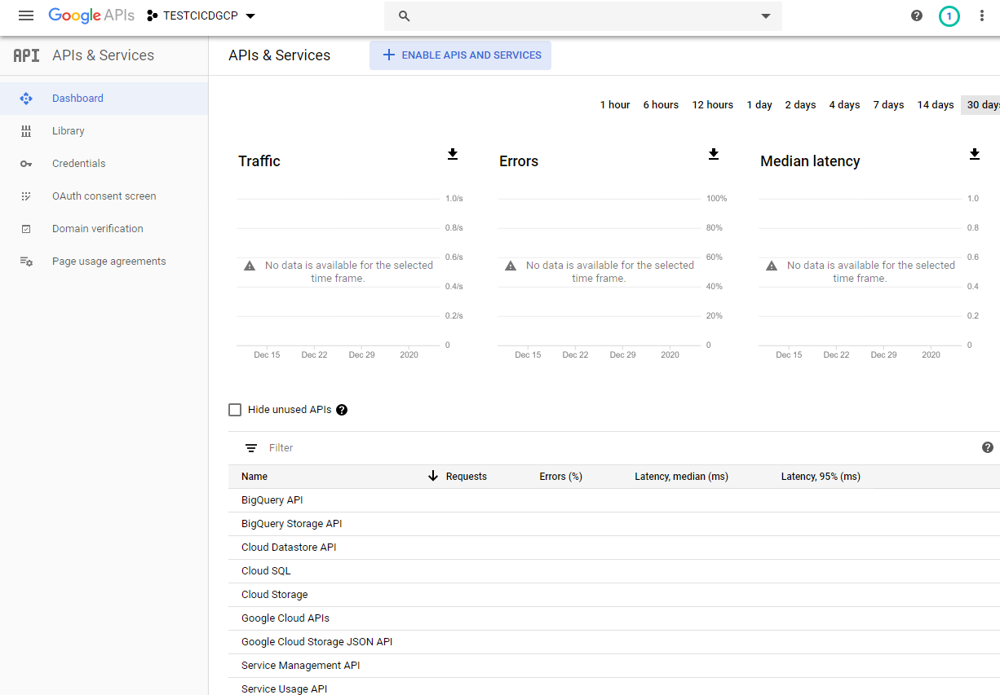 Google APIs TESTCICDGCP 1
API APIs & Services
APIs & Services ENABLE APIS AND SERVICES
Dashboard
Library
Credentials
OAuth consent screen
Domain verification
Page usage agreements
1 hour 6 hours 12 hours 1 day 2 days 4 days 7 days 14 days 30 days
Traffic
1.0/s
0.8/s
0.6/s
No data is available for the selected
time frame.
0.4/s
0.2/s
0
Dec 15 Dec 22 Dec 29 2020
Errors
100%
80%
60%
No data is available for the selected
time frame.
40%
20%
0
Dec 15 Dec 22 Dec 29 2020
Median latency
1.0
0.8
0.6
No data is available for the selected
time frame.
0.4
0.2
0
Dec 15 Dec 22 Dec 29 2020
Hide unused APIs
Filter
Name Requests Errors (%) Latency, median (ms) Latency, 95% (ms)
BigQuery API
BigQuery Storage API
Cloud Datastore API
Cloud SQL
Cloud Storage
Google Cloud APIs
Google Cloud Storage JSON API
Service Management API
Service Usage API